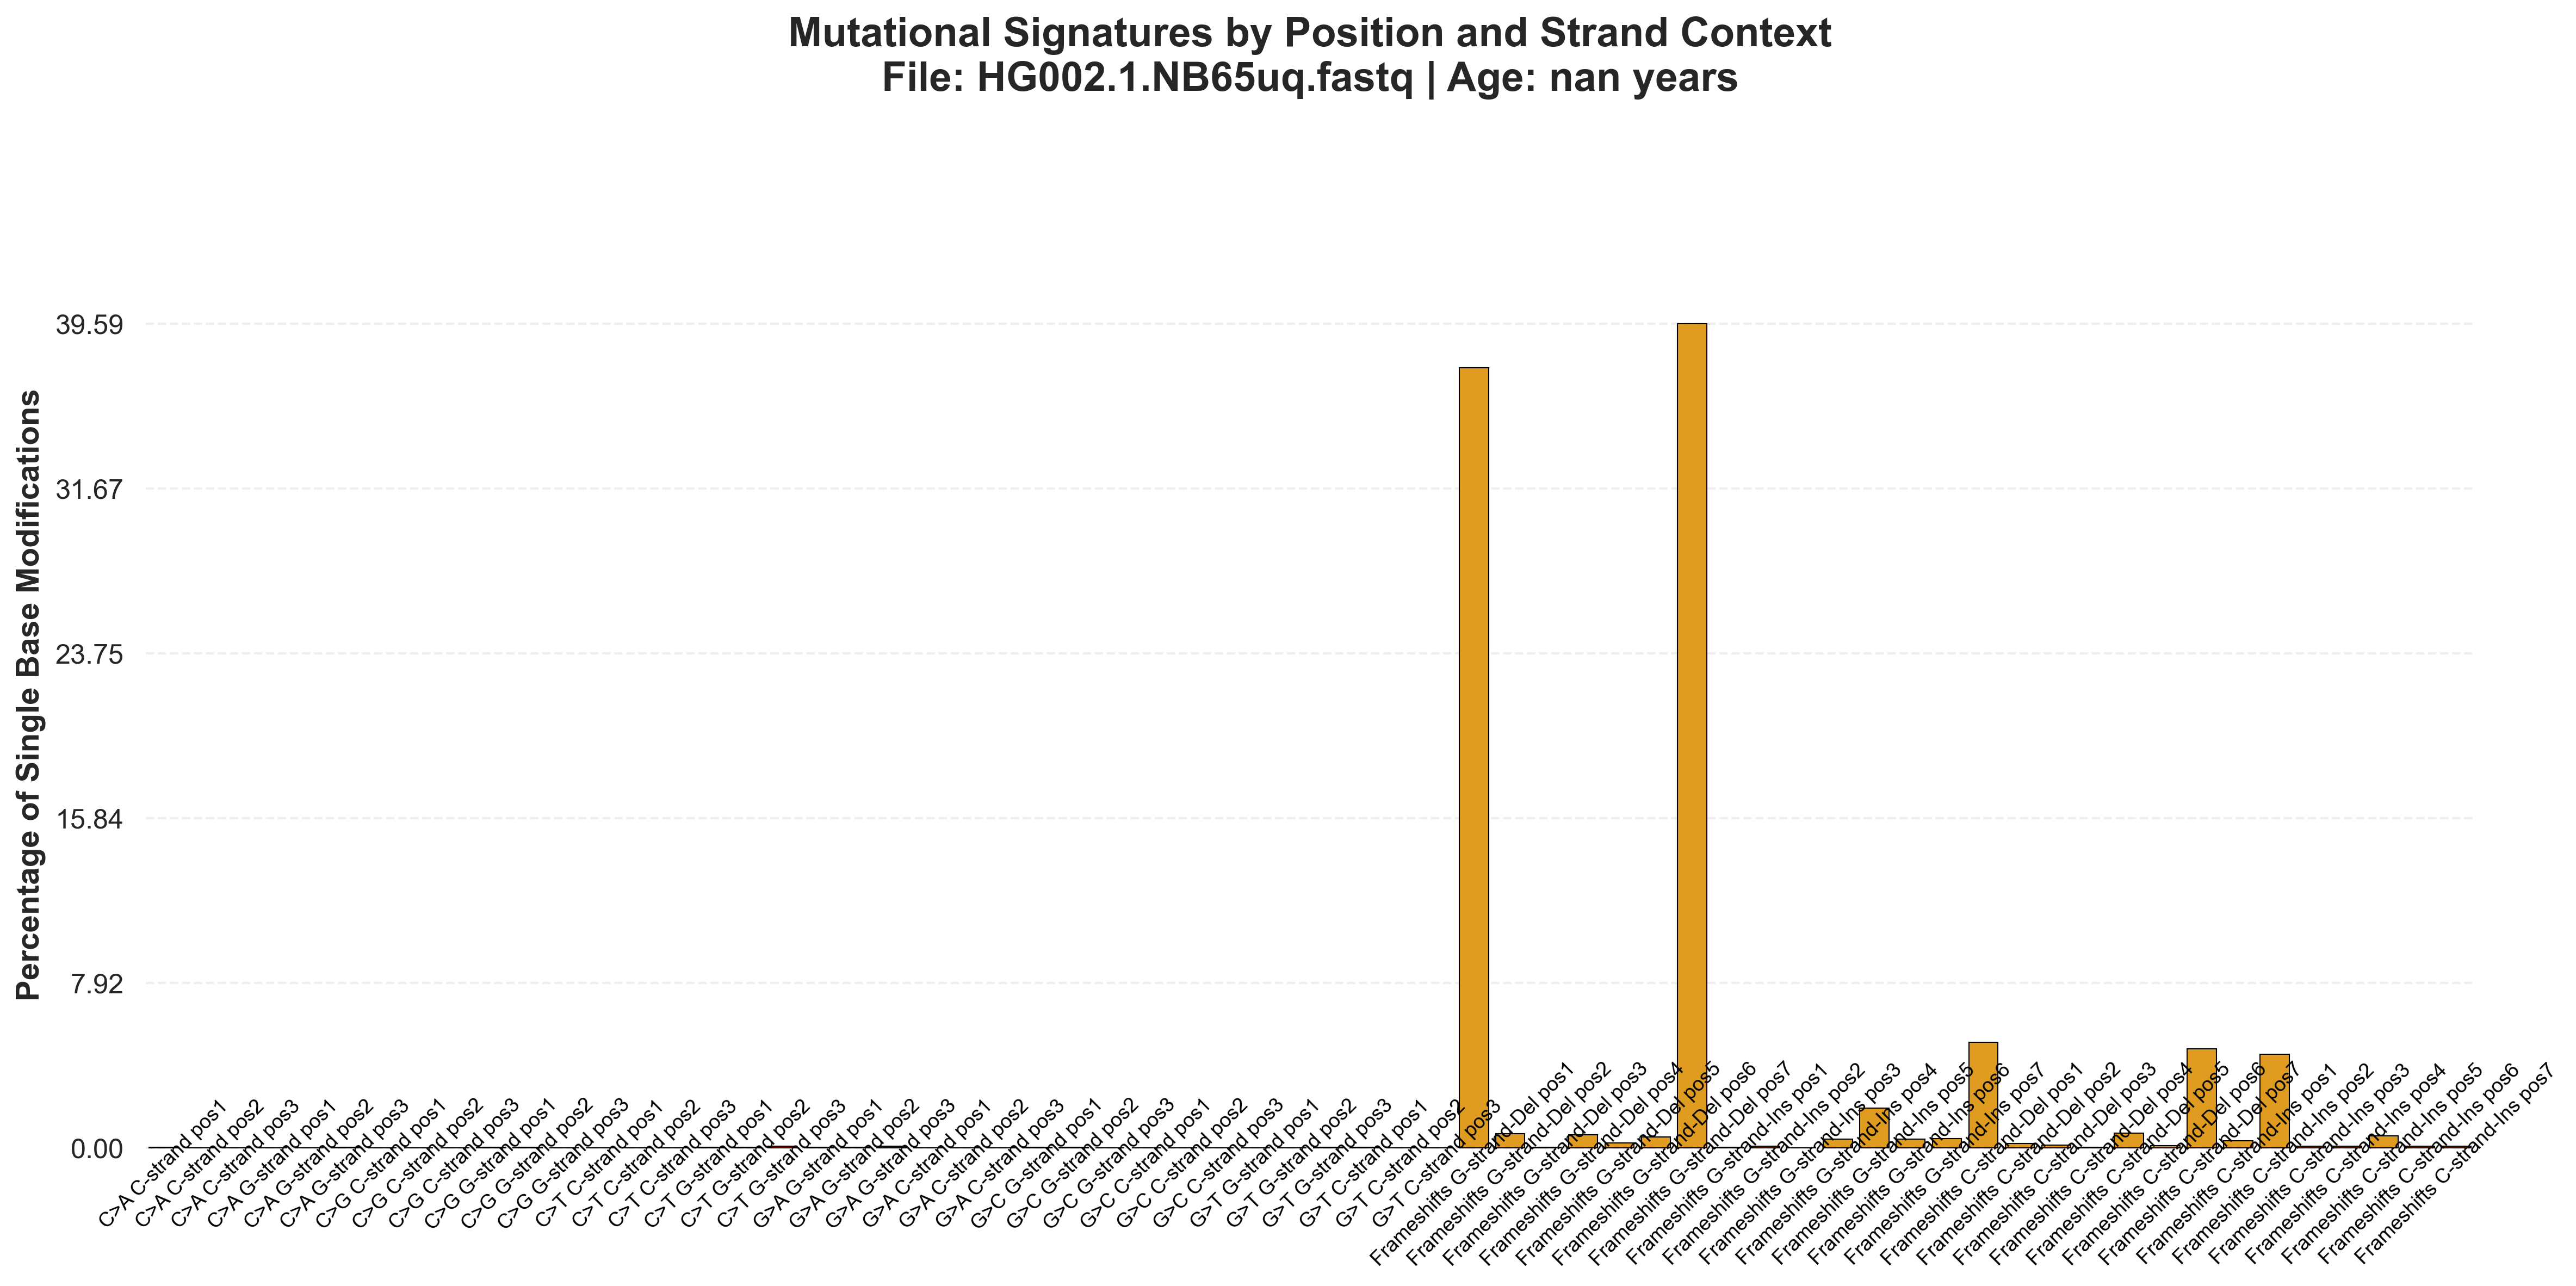 Mutational Signatures by Position and Strand Context
File: HG002.1.NB65uq.fastq | Age: nan years
Percentage of Single Base Modifications
39.59
31.67
23.75
15.84
7.92
0.00
C>A C-strand pos1
C>A C-strand pos2
C>A C-strand pos3
C>A G-strand pos1
C>A G-strand pos2
C>A G-strand pos3
C>G C-strand pos1
C>G C-strand pos2
C>G C-strand pos3
C>G G-strand pos1
C>G G-strand pos2
C>G G-strand pos3
C>T C-strand pos1
C>T C-strand pos2
C>T C-strand pos3
C>T G-strand pos1
C>T G-strand pos2
C>T G-strand pos3
G>A G-strand pos1
G>A G-strand pos2
G>A G-strand pos3
G>A C-strand pos1
G>A C-strand pos2
G>A C-strand pos3
G>C G-strand pos1
G>C G-strand pos2
G>C G-strand pos3
G>C C-strand pos1
G>C C-strand pos2
G>C C-strand pos3
G>T G-strand pos1
G>T G-strand pos2
G>T G-strand pos3
G>T C-strand pos1
G>T C-strand pos2
G>T C-strand pos3
Frameshifts G-strand-Del pos1
Frameshifts G-strand-Del pos2
Frameshifts G-strand-Del pos3
Frameshifts G-strand-Del pos4
Frameshifts G-strand-Del pos5
Frameshifts G-strand-Del pos6
Frameshifts G-strand-Del pos7
Frameshifts G-strand-Ins pos1
Frameshifts G-strand-Ins pos2
Frameshifts G-strand-Ins pos3
Frameshifts G-strand-Ins pos4
Frameshifts G-strand-Ins pos5
Frameshifts G-strand-Ins pos6
Frameshifts G-strand-Ins pos7
Frameshifts C-strand-Del pos1
Frameshifts C-strand-Del pos2
Frameshifts C-strand-Del pos3
Frameshifts C-strand-Del pos4
Frameshifts C-strand-Del pos5
Frameshifts C-strand-Del pos6
Frameshifts C-strand-Del pos7
Frameshifts C-strand-Ins pos1
Frameshifts C-strand-Ins pos2
Frameshifts C-strand-Ins pos3
Frameshifts C-strand-Ins pos4
Frameshifts C-strand-Ins pos5
Frameshifts C-strand-Ins pos6
Frameshifts C-strand-Ins pos7